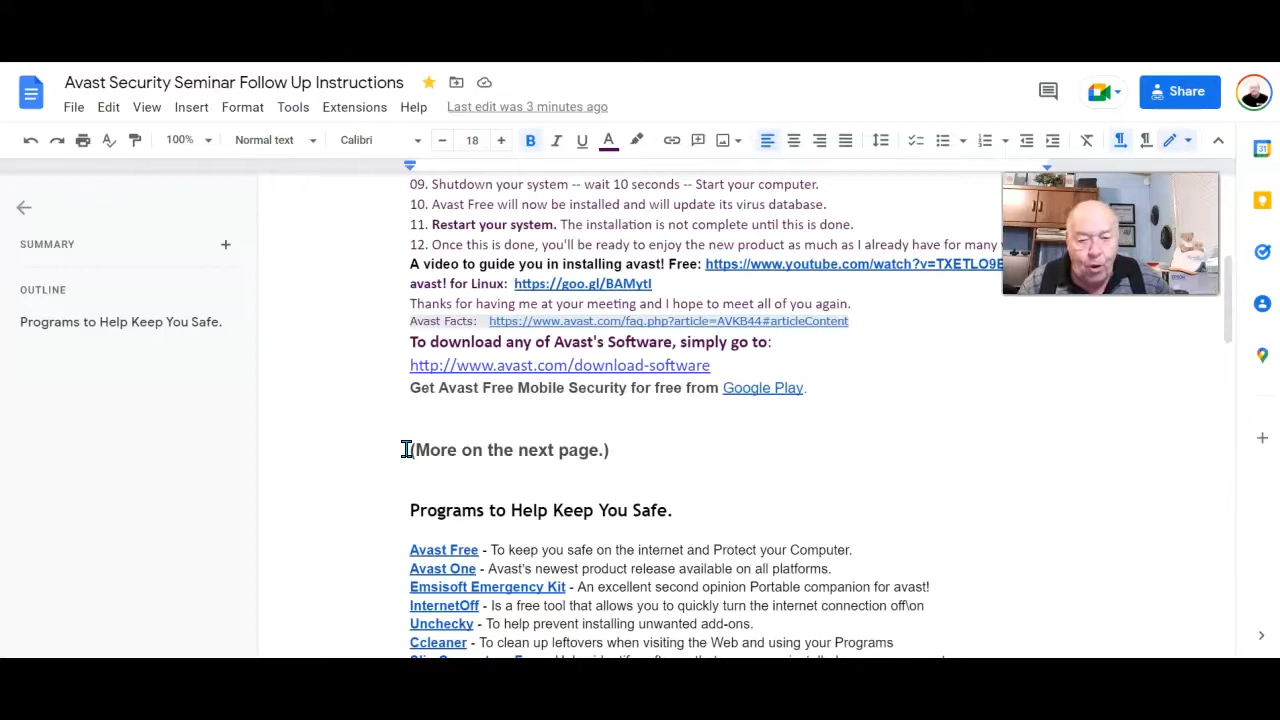 Avast Security Seminar Follow Up Instructions
File Edit View Insert Format Tools Extensions Help Last edit was 3 minutes ago
Share
100% Normal text Calibri 18
09. Shutdown your system -- wait 10 seconds -- Start your computer.
10. Avast Free will now be installed and will update its virus database.
11. Restart your system. The installation is not complete until this is done.
12. Once this is done, you'll be ready to enjoy the new product as much as I already have for many
A video to guide you in installing avast! Free: https://www.youtube.com/watch?v=TXETLO9E
avast! for Linux: https://goo.gl/BAMytI
Thanks for having me at your meeting and I hope to meet all of you again.
Avast Facts: https://www.avast.com/faq.php?article=AVKB44#articleContent
To download any of Avast's Software, simply go to:
http://www.avast.com/download-software
Get Avast Free Mobile Security for free from Google Play.
(More on the next page.)
Programs to Help Keep You Safe.
Avast Free - To keep you safe on the internet and Protect your Computer.
Avast One - Avast's newest product release available on all platforms.
Emsisoft Emergency Kit - An excellent second opinion Portable companion for avast!
InternetOff - Is a free tool that allows you to quickly turn the internet connection off\on
Unchecky - To help prevent installing unwanted add-ons.
Ccleaner - To clean up leftovers when visiting the Web and using your Programs
SUMMARY
OUTLINE
Programs to Help Keep You Safe.